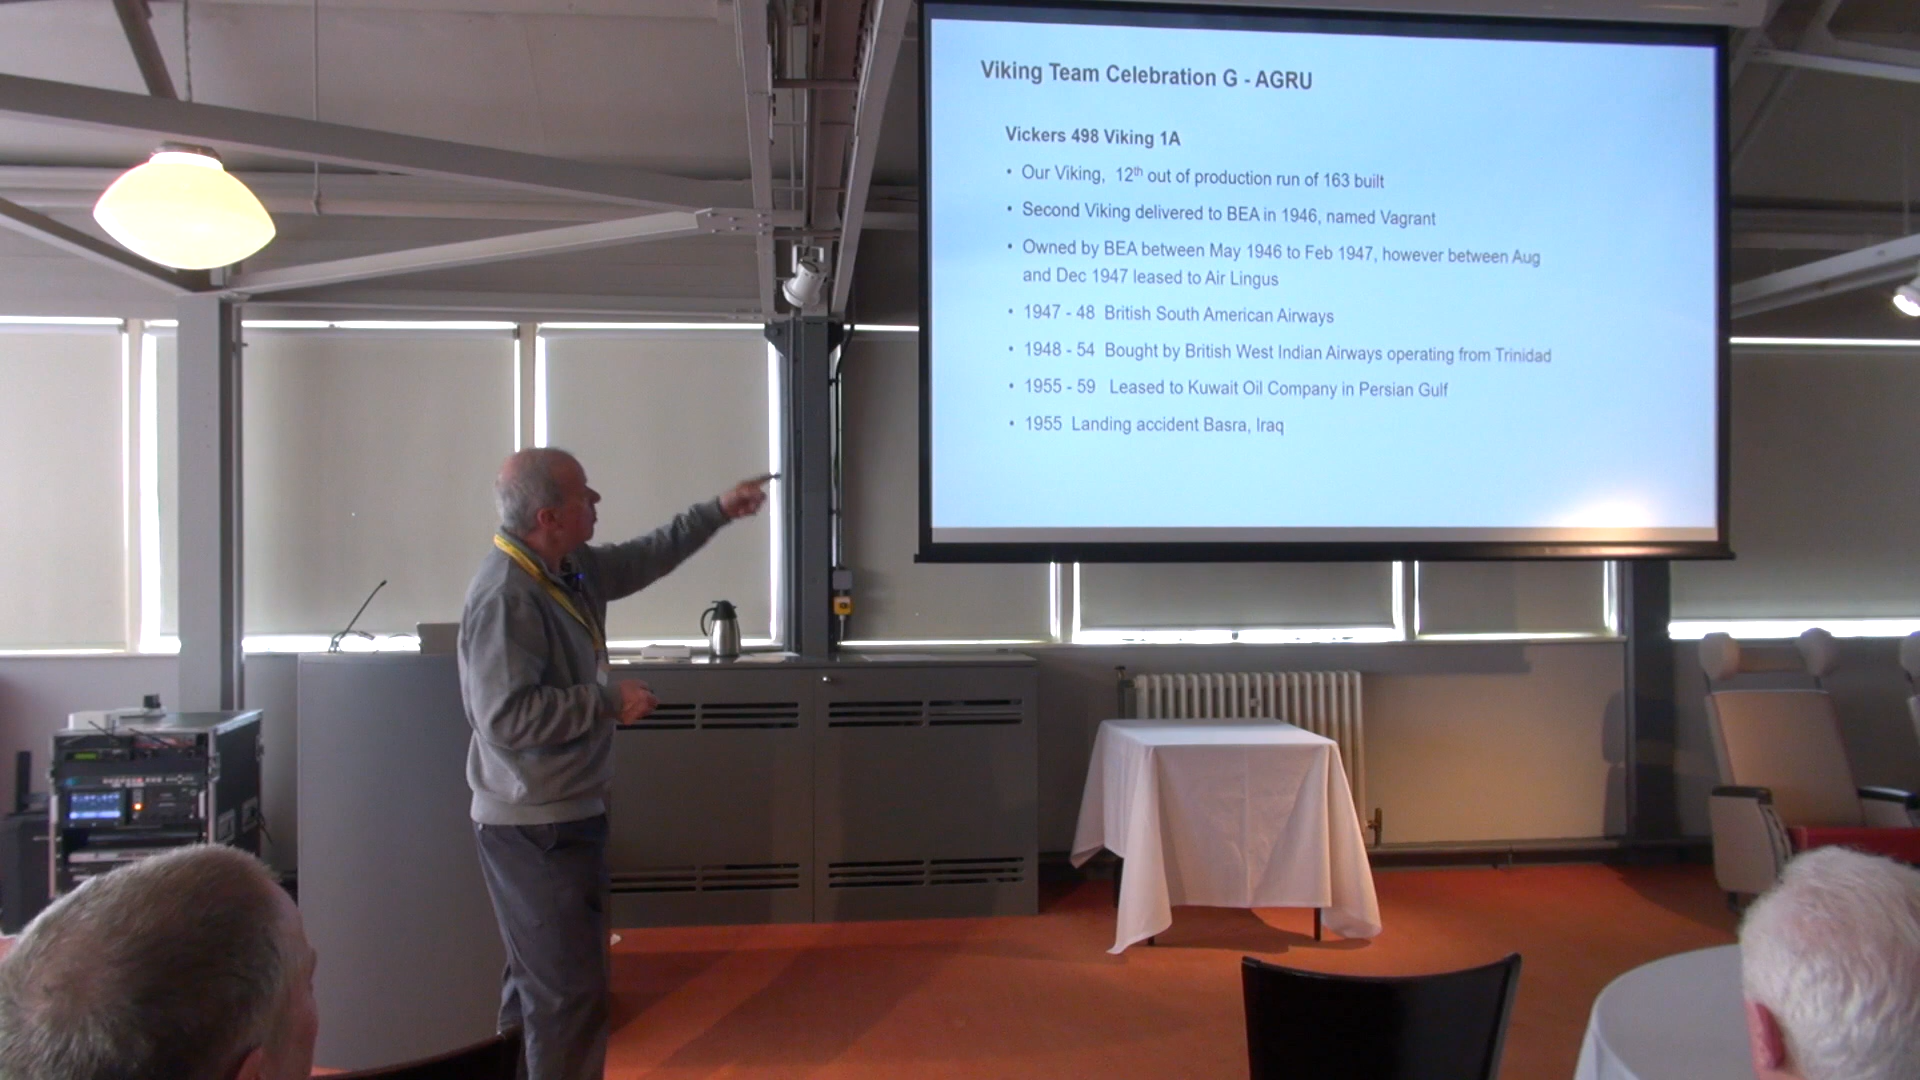 Viking Team Celebration G - AGRU
Vickers 498 Viking 1A
• Our Viking, 12th out of production run of 163 built
• Second Viking delivered to BEA in 1946, named Vagrant
• Owned by BEA between May 1946 to Feb 1947, however between Aug
and Dec 1947 leased to Air Lingus
• 1947 - 48 British South American Airways
• 1948 - 54 Bought by British West Indian Airways operating from Trinidad
• 1955 - 59 Leased to Kuwait Oil Company in Persian Gulf
• 1955 Landing accident Basra, Iraq